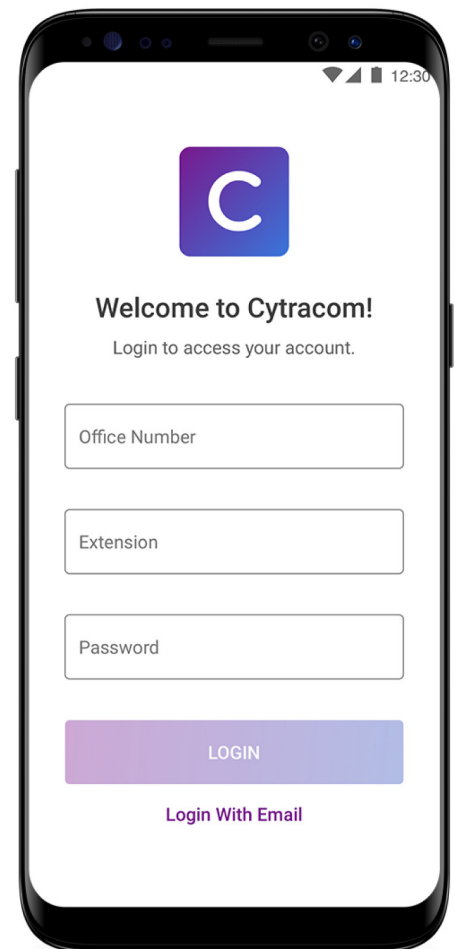 12:30
C
Welcome to Cytracom!
Login to access your account.
Office Number
Extension
Password
LOGIN
Login With Email